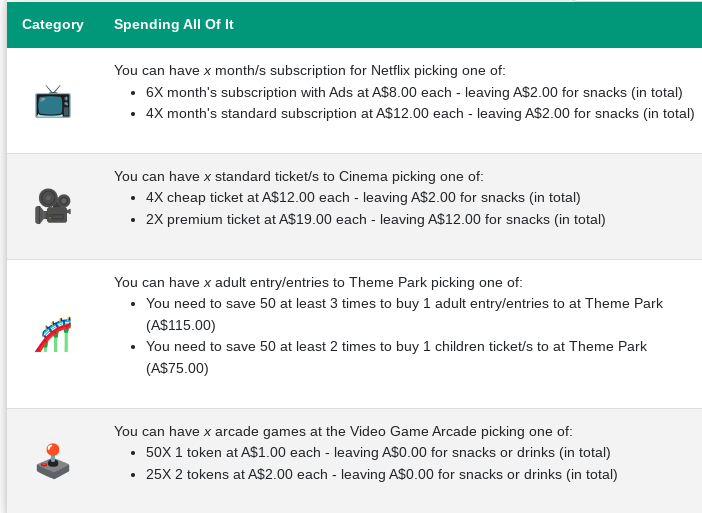 Category Spending All Of It
You can have x month/s subscription for Netflix picking one of:
• 6X month's subscription with Ads at A$8.00 each - leaving A$2.00 for snacks (in total)
• 4X month's standard subscription at A$12.00 each - leaving A$2.00 for snacks (in total)
You can have x standard ticket/s to Cinema picking one of:
• 4X cheap ticket at A$12.00 each - leaving A$2.00 for snacks (in total)
• 2X premium ticket at A$19.00 each - leaving A$12.00 for snacks (in total)
You can have x adult entry/entries to Theme Park picking one of:
• You need to save 50 at least 3 times to buy 1 adult entry/entries to at Theme Park
(A$115.00)
• You need to save 50 at least 2 times to buy 1 children ticket/s to at Theme Park
(A$75.00)
You can have x arcade games at the Video Game Arcade picking one of:
• 50X 1 token at A$1.00 each - leaving A$0.00 for snacks or drinks (in total)
• 25X 2 tokens at A$2.00 each - leaving A$0.00 for snacks or drinks (in total)